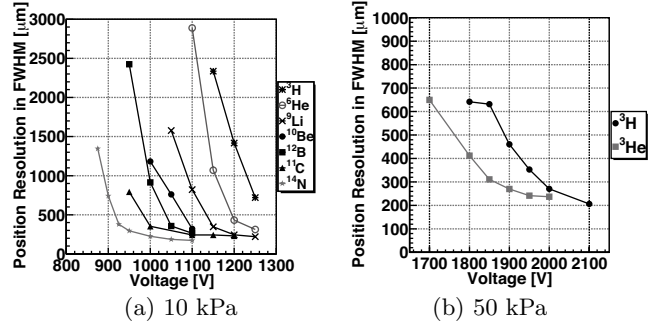 Position Resolution in FWHM [μm]
3000
2500
2000
1500
1000
500
0
800 900 1000 1100 1200 1300
Voltage [V]
³H
⁶He
⁹Li
¹⁰Be
¹²B
¹¹C
¹⁴N
(a) 10 kPa
Position Resolution in FWHM [μm]
1000
900
800
700
600
500
400
300
200
100
0
1700 1800 1900 2000 2100
Voltage [V]
³H
³He
(b) 50 kPa